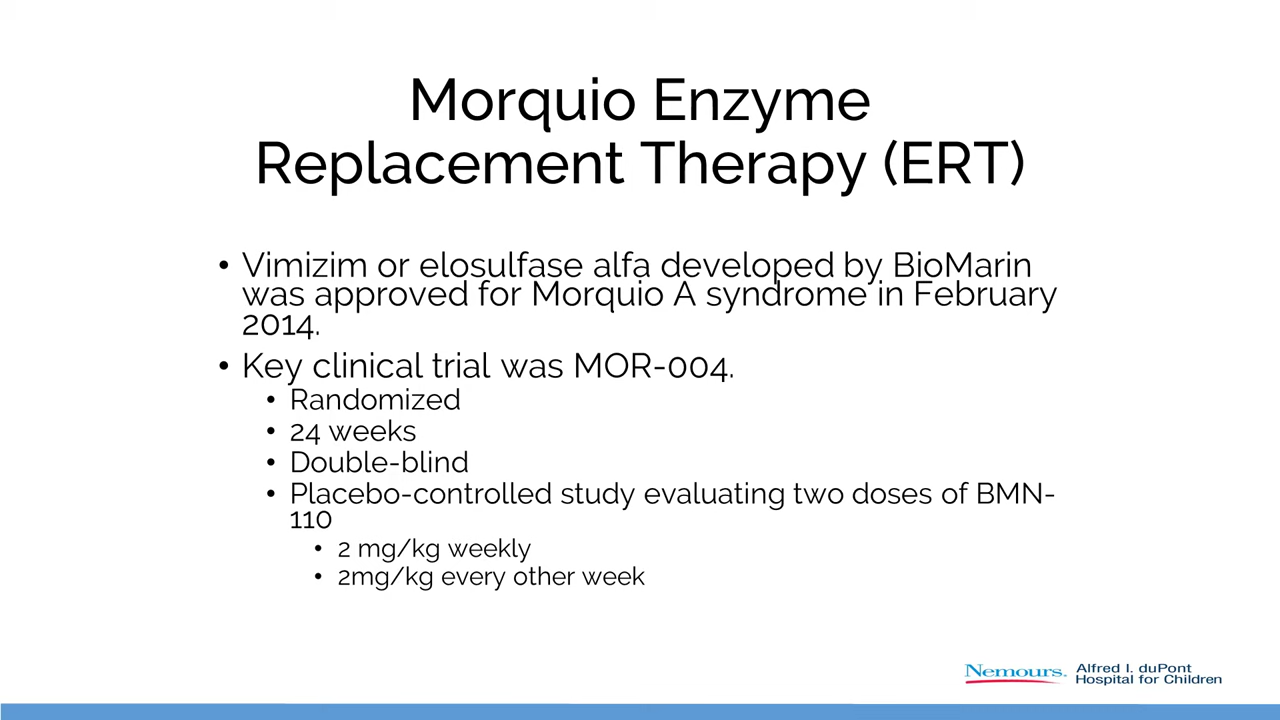 Morquio Enzyme
Replacement Therapy (ERT)
• Vimizim or elosulfase alfa developed by BioMarin
was approved for Morquio A syndrome in February
2014.
• Key clinical trial was MOR-004.
• Randomized
• 24 weeks
• Double-blind
• Placebo-controlled study evaluating two doses of BMN-
110
• 2 mg/kg weekly
• 2mg/kg every other week
Nemours. Alfred I. duPont
Hospital for Children